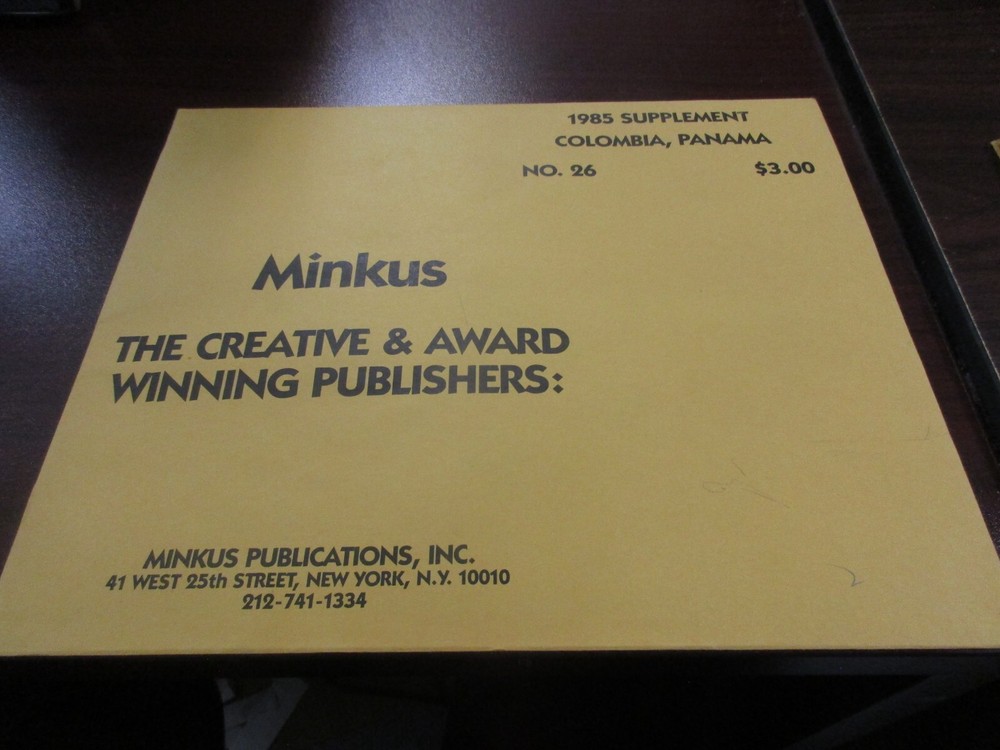 1985 SUPPLEMENT
COLOMBIA, PANAMA
NO. 26 $3.00
Minkus
THE CREATIVE & AWARD
WINNING PUBLISHERS:
MINKUS PUBLICATIONS, INC.
41 WEST 25th STREET, NEW YORK, N.Y. 10010
212-741-1334
2